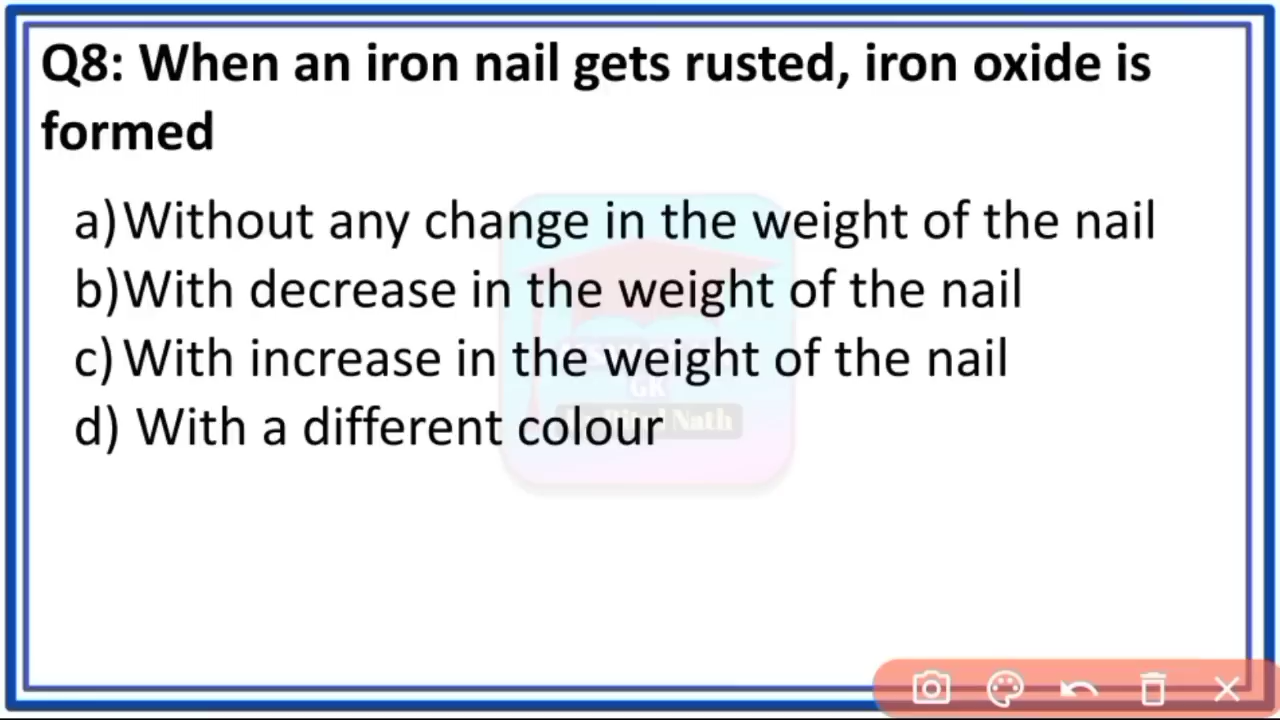 Q8: When an iron nail gets rusted, iron oxide is
formed
a) Without any change in the weight of the nail
b) With decrease in the weight of the nail
c) With increase in the weight of the nail
d) With a different colour
GK
Nath